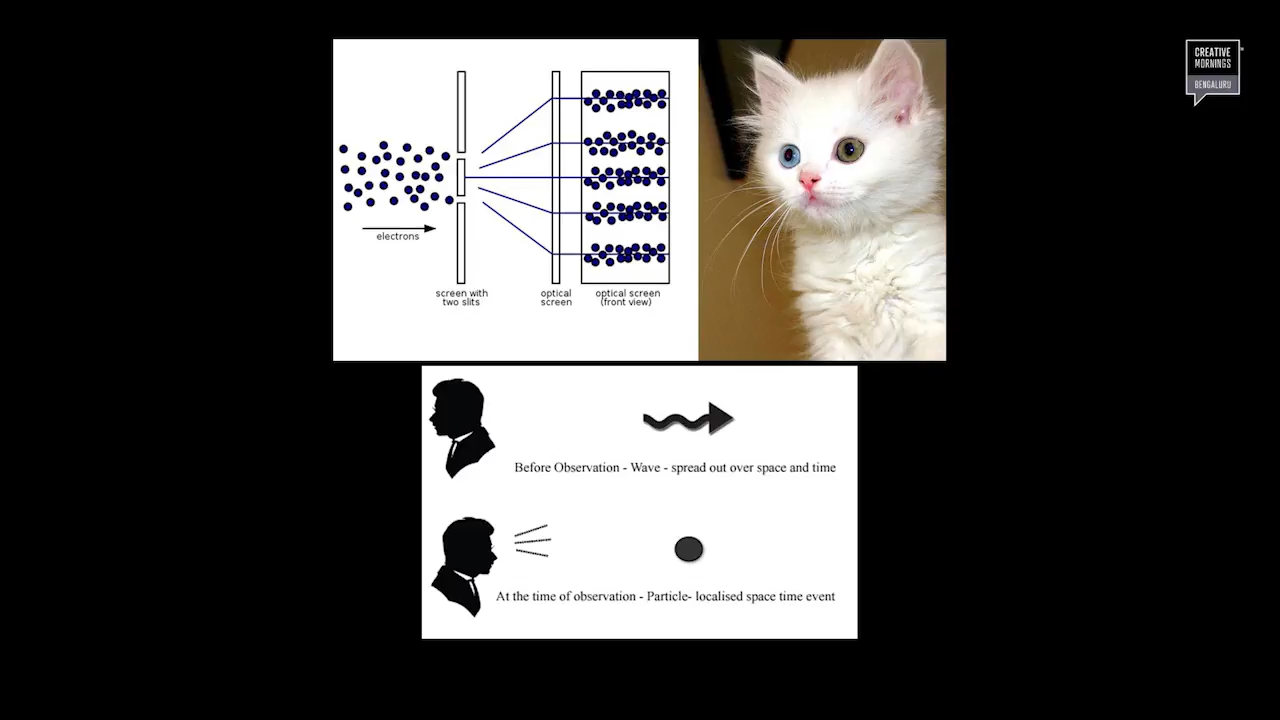 CREATIVE
MORNINGS
BENGALURU
electrons
screen with
two slits
optical
screen
optical screen
(front view)
Before Observation - Wave - spread out over space and time
At the time of observation - Particle- localised space time event